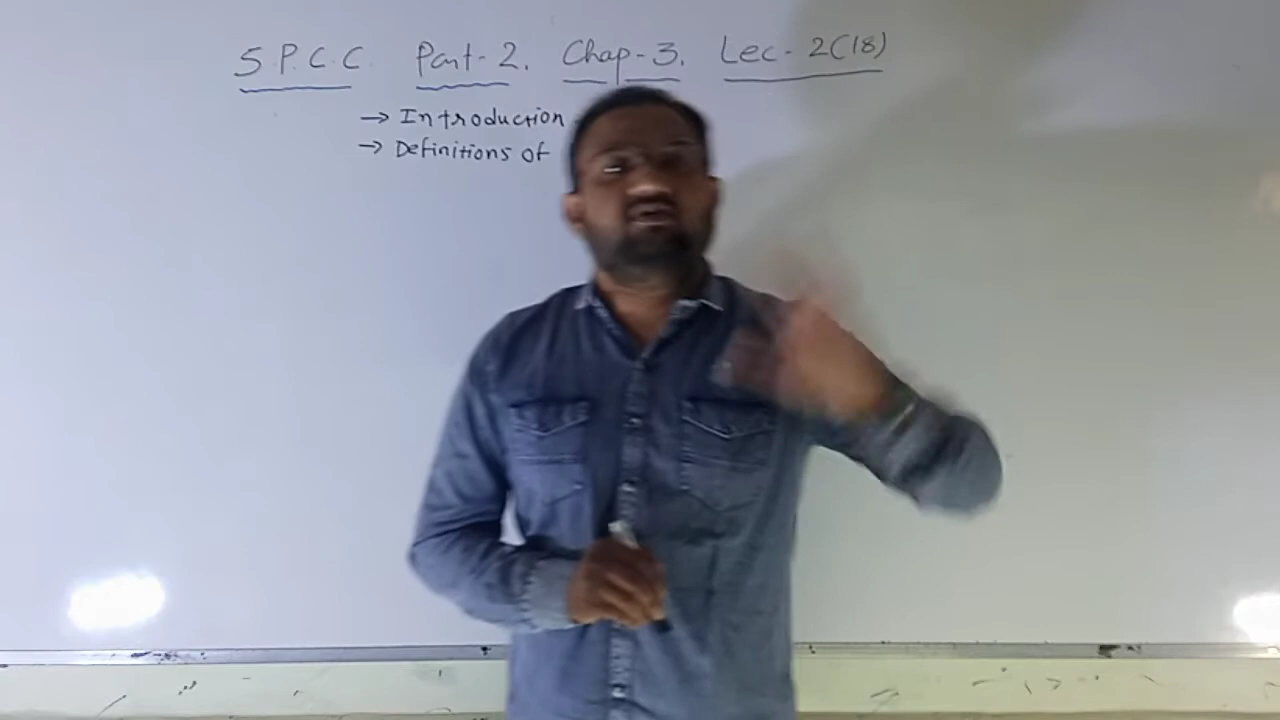 S.P.C.C. Part-2. Chap-3. Lec-2(18)
→ Introduction
→ Definitions of